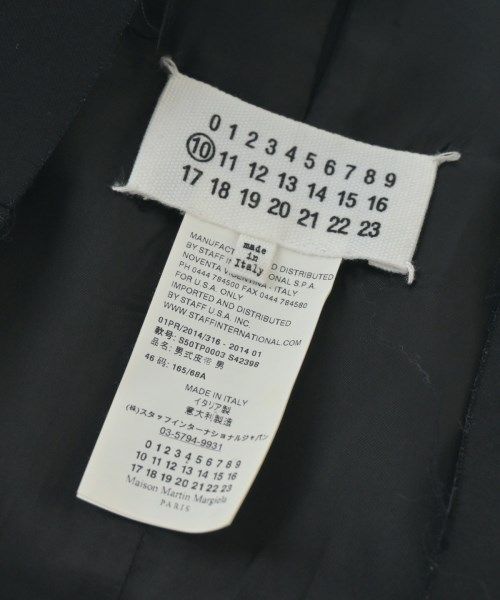 0 1 2 3 4 5 6 7 8 9
10 11 12 13 14 15 16
17 18 19 20 21 22 23
made
in
Italy
MANUFAC D DISTRIBUTED
BY STAFF IN ONAL S.P.A.
NOVENTA VICENTINA ITALY
PH 0444 784500 FAX 0444 784580
FOR U.S.A. ONLY
IMPORTED AND DISTRIBUTED
BY STAFF U.S.A. INC
WWW.STAFFINTERNATIONAL.COM
01PR/2014/316 - 2014 01
款号: S50TP0003 S42398
品名: 男式皮带 男
46 码: 165/88A
MADE IN ITALY
イタリア製
意大利製造
(株)スタッフインターナショナルジャパン
03-5794-9931
0 1 2 3 4 5 6 7 8 9
10 11 12 13 14 15 16
17 18 19 20 21 22 23
Maison Martin Margiela
PARIS